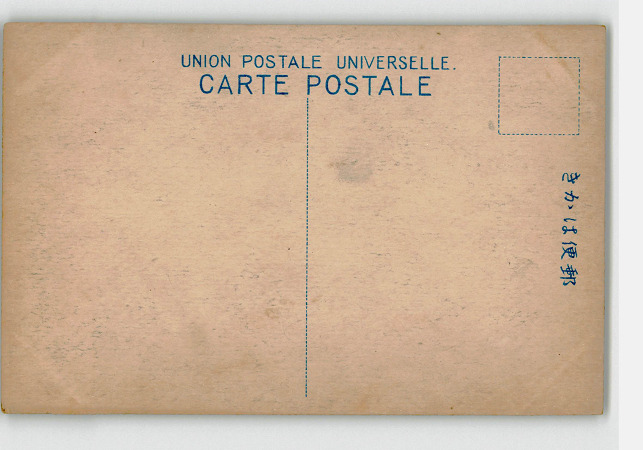 UNION POSTALE UNIVERSELLE.
CARTE POSTALE
きかは便郵